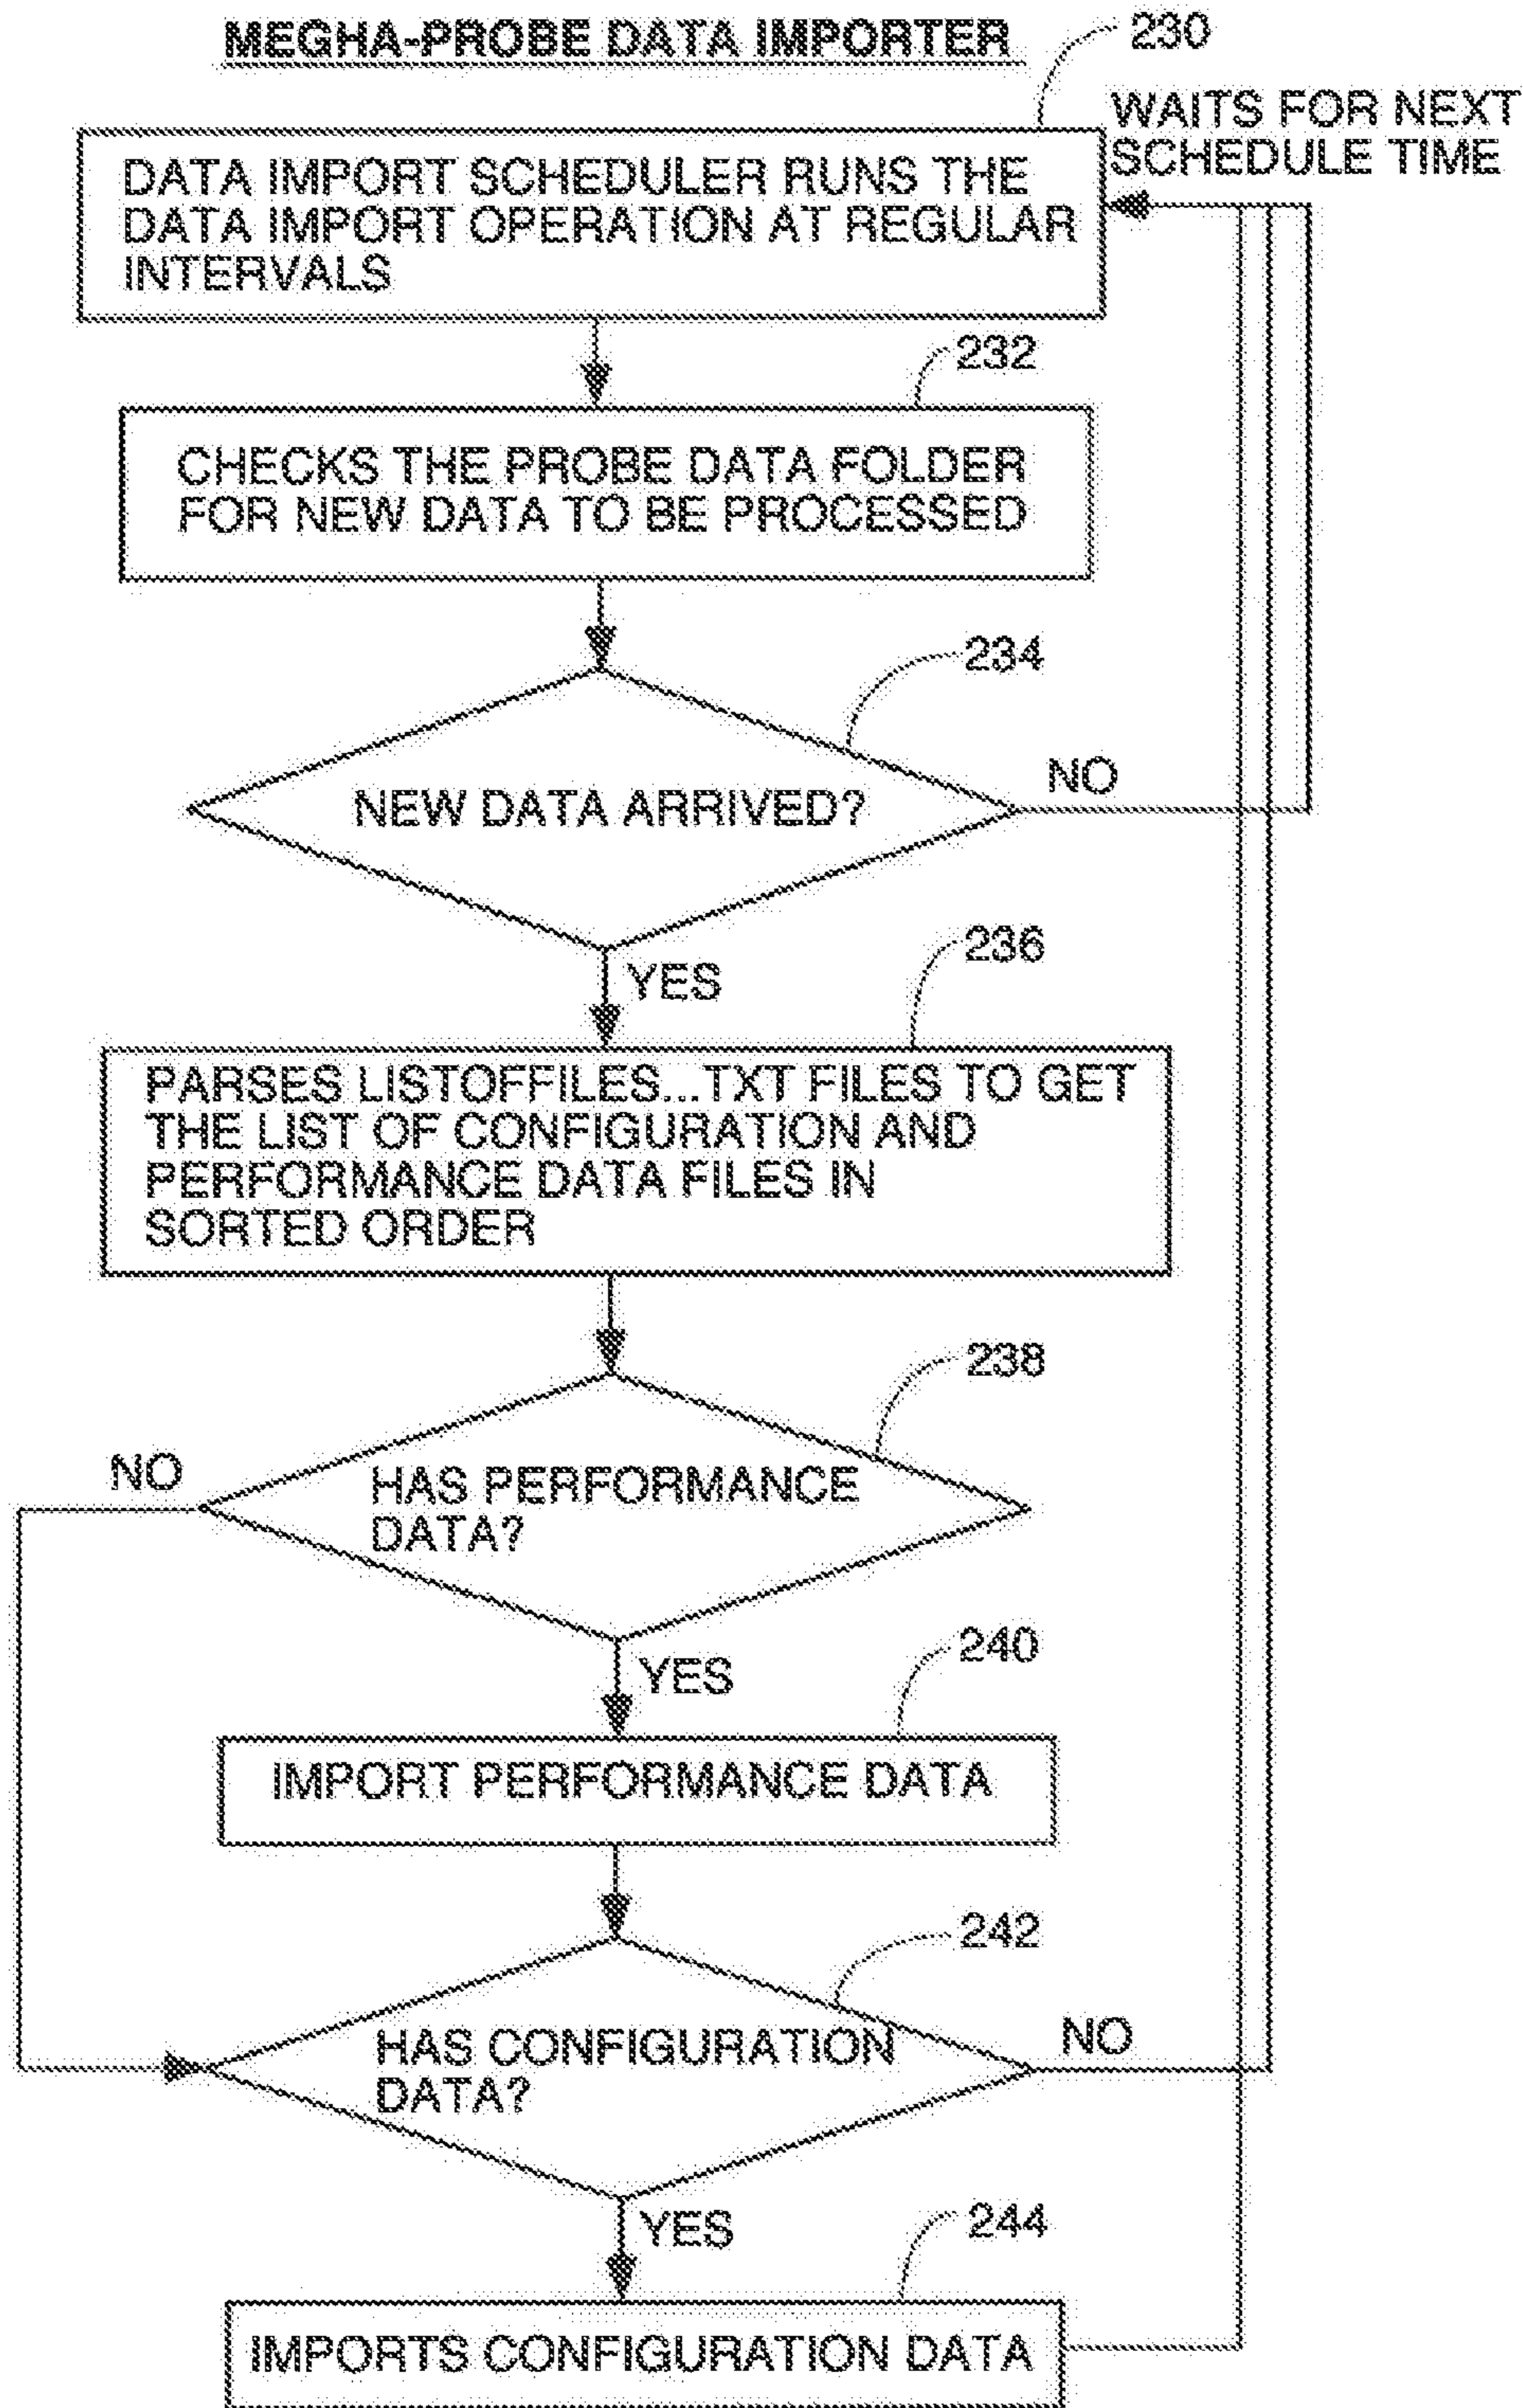 MEGHA-PROBE DATA IMPORTER
230
WAITS FOR NEXT
SCHEDULE TIME
DATA IMPORT SCHEDULER RUNS THE
DATA IMPORT OPERATION AT REGULAR
INTERVALS
232
CHECKS THE PROBE DATA FOLDER
FOR NEW DATA TO BE PROCESSED
234
NEW DATA ARRIVED?
NO
YES
236
PARSES LISTOFFILES...TXT FILES TO GET
THE LIST OF CONFIGURATION AND
PERFORMANCE DATA FILES IN
SORTED ORDER
238
NO
HAS PERFORMANCE
DATA?
YES
240
IMPORT PERFORMANCE DATA
242
HAS CONFIGURATION
DATA?
NO
YES
244
IMPORTS CONFIGURATION DATA